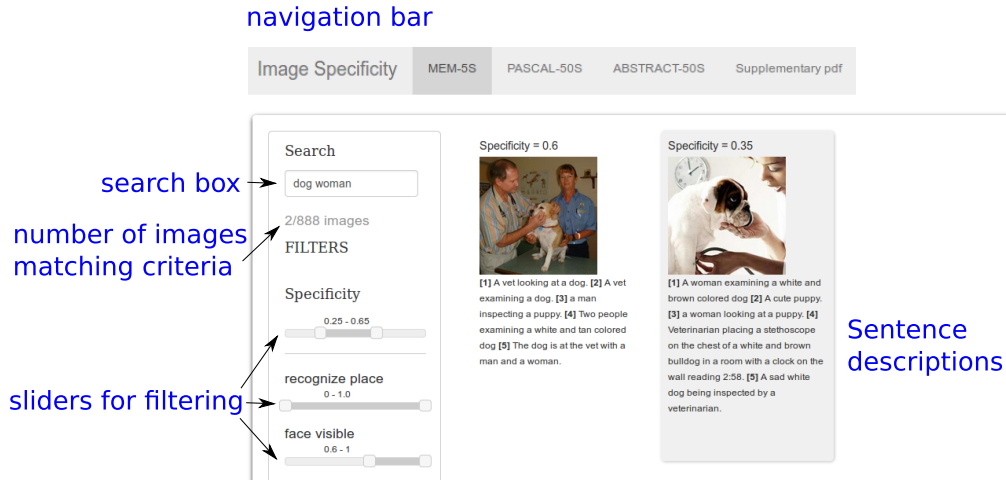 navigation bar
Image Specificity MEM-5S PASCAL-50S ABSTRACT-50S Supplementary pdf
Search
search box
dog woman
number of images
matching criteria
2/888 images
FILTERS
Specificity
0.25 - 0.65
sliders for filtering
recognize place
0 - 1.0
face visible
0.6 - 1
Specificity = 0.6
[1] A vet looking at a dog. [2] A vet
examining a dog. [3] a man
inspecting a puppy. [4] Two people
examining a white and tan colored
dog [5] The dog is at the vet with a
man and a woman.
Specificity = 0.35
[1] A woman examining a white and
brown colored dog [2] A cute puppy.
[3] a woman looking at a puppy. [4]
Veterinarian placing a stethoscope
on the chest of a white and brown
bulldog in a room with a clock on the
wall reading 2:58. [5] A sad white
dog being inspected by a
veterinarian.
Sentence
descriptions